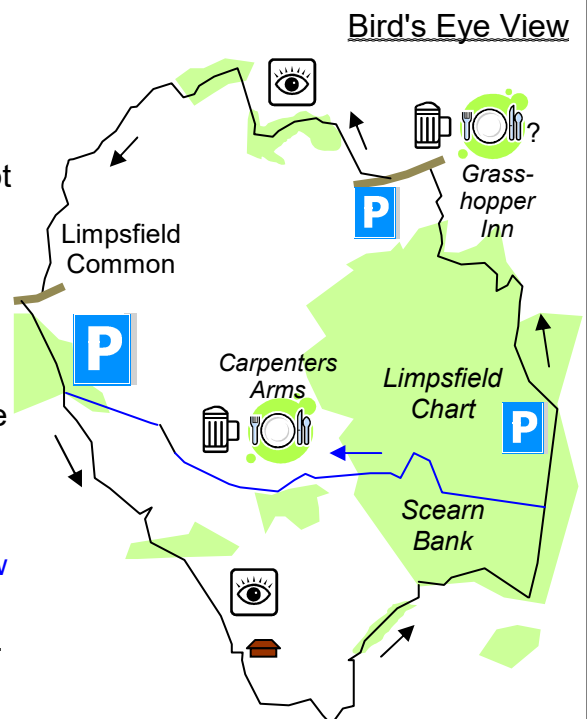 Bird's Eye View
?
Grass-
hopper
Inn
P
Limpsfield
Common
P
Carpenters
Arms
Limpsfield
Chart
P
Scearn
Bank